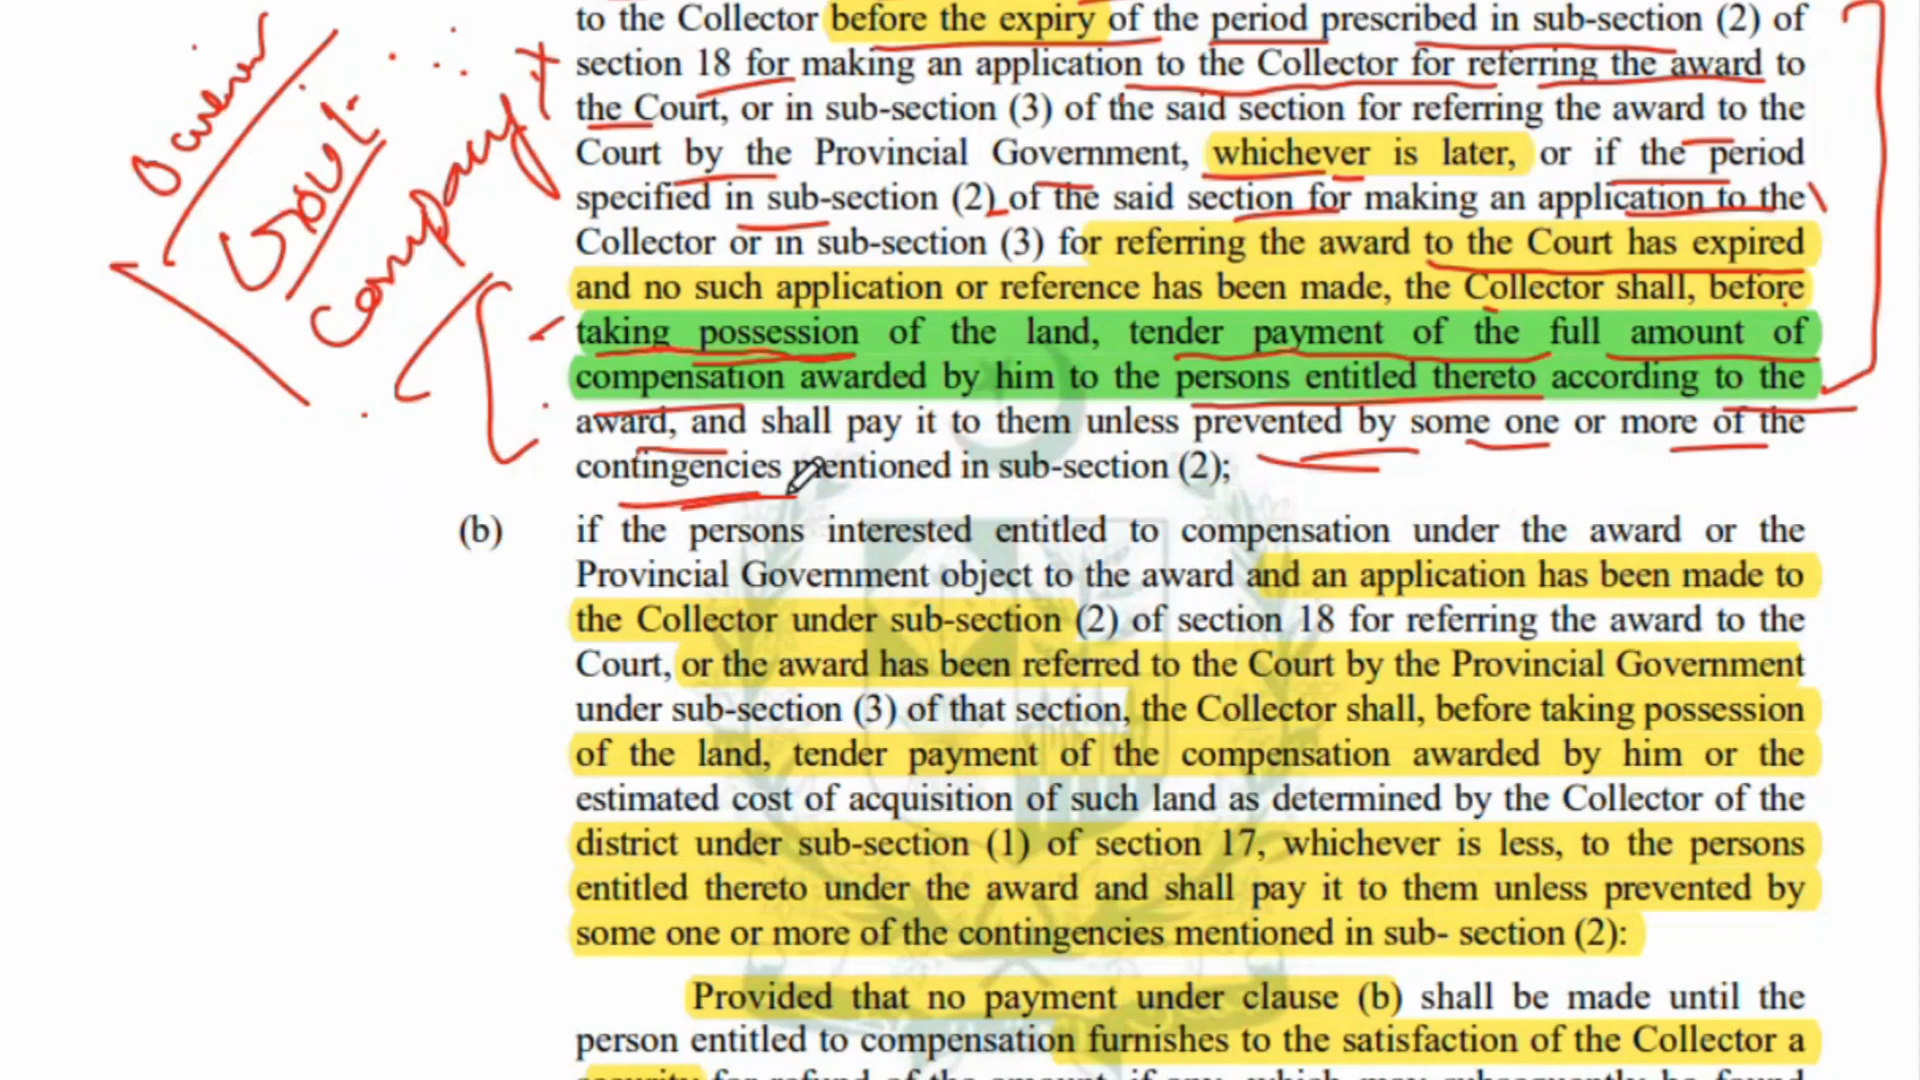 Owner
Govt.
Company
to the Collector before the expiry of the period prescribed in sub-section (2) of
section 18 for making an application to the Collector for referring the award to
the Court, or in sub-section (3) of the said section for referring the award to the
Court by the Provincial Government, whichever is later, or if the period
specified in sub-section (2) of the said section for making an application to the
Collector or in sub-section (3) for referring the award to the Court has expired
and no such application or reference has been made, the Collector shall, before
taking possession of the land, tender payment of the full amount of
compensation awarded by him to the persons entitled thereto according to the
award, and shall pay it to them unless prevented by some one or more of the
contingencies mentioned in sub-section (2);
(b) if the persons interested entitled to compensation under the award or the
Provincial Government object to the award and an application has been made to
the Collector under sub-section (2) of section 18 for referring the award to the
Court, or the award has been referred to the Court by the Provincial Government
under sub-section (3) of that section, the Collector shall, before taking possession
of the land, tender payment of the compensation awarded by him or the
estimated cost of acquisition of such land as determined by the Collector of the
district under sub-section (1) of section 17, whichever is less, to the persons
entitled thereto under the award and shall pay it to them unless prevented by
some one or more of the contingencies mentioned in sub- section (2):
Provided that no payment under clause (b) shall be made until the
person entitled to compensation furnishes to the satisfaction of the Collector a
security for refund of the amount, if any, which may subsequently be found